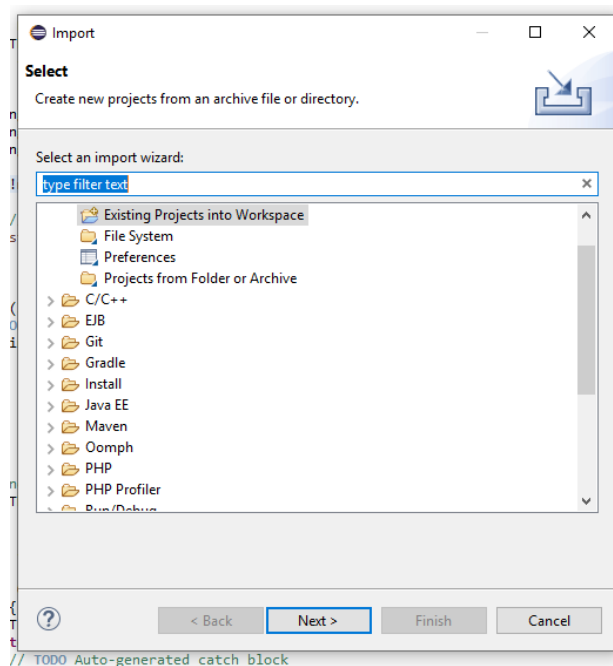 Import
Select
Create new projects from an archive file or directory.
Select an import wizard:
type filter text
Existing Projects into Workspace
File System
Preferences
Projects from Folder or Archive
C/C++
EJB
Git
Gradle
Install
Java EE
Maven
Oomph
PHP
PHP Profiler
Run/Debug
< Back
Next >
Finish
Cancel
// TODO Auto-generated catch block